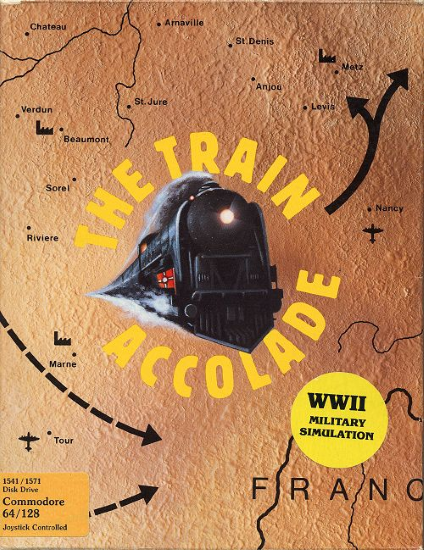 Chateau
Arnaville
St.Denis
Metz
Anjou
Verdun
St.Jure
Levis
Beaumont
THE TRAIN
Sorel
Nancy
Riviere
ACCOLADE
Marne
WWII
MILITARY
SIMULATION
Tour
1541/1571
Disk Drive
Commodore
64/128
Joystick Controlled
FRANC